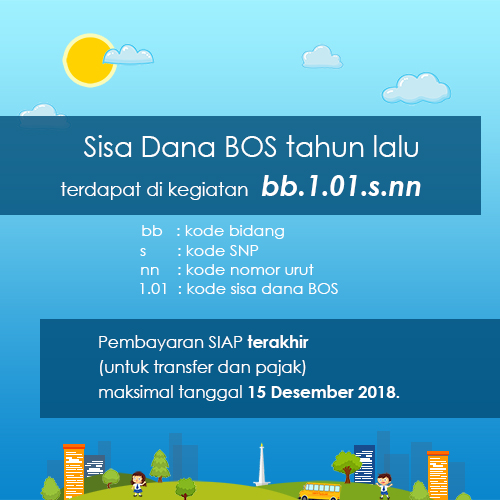 Sisa Dana BOS tahun lalu
terdapat di kegiatan bb.1.01.s.nn
bb : kode bidang
s : kode SNP
nn : kode nomor urut
1.01 : kode sisa dana BOS
Pembayaran SIAP terakhir
(untuk transfer dan pajak)
maksimal tanggal 15 Desember 2018.